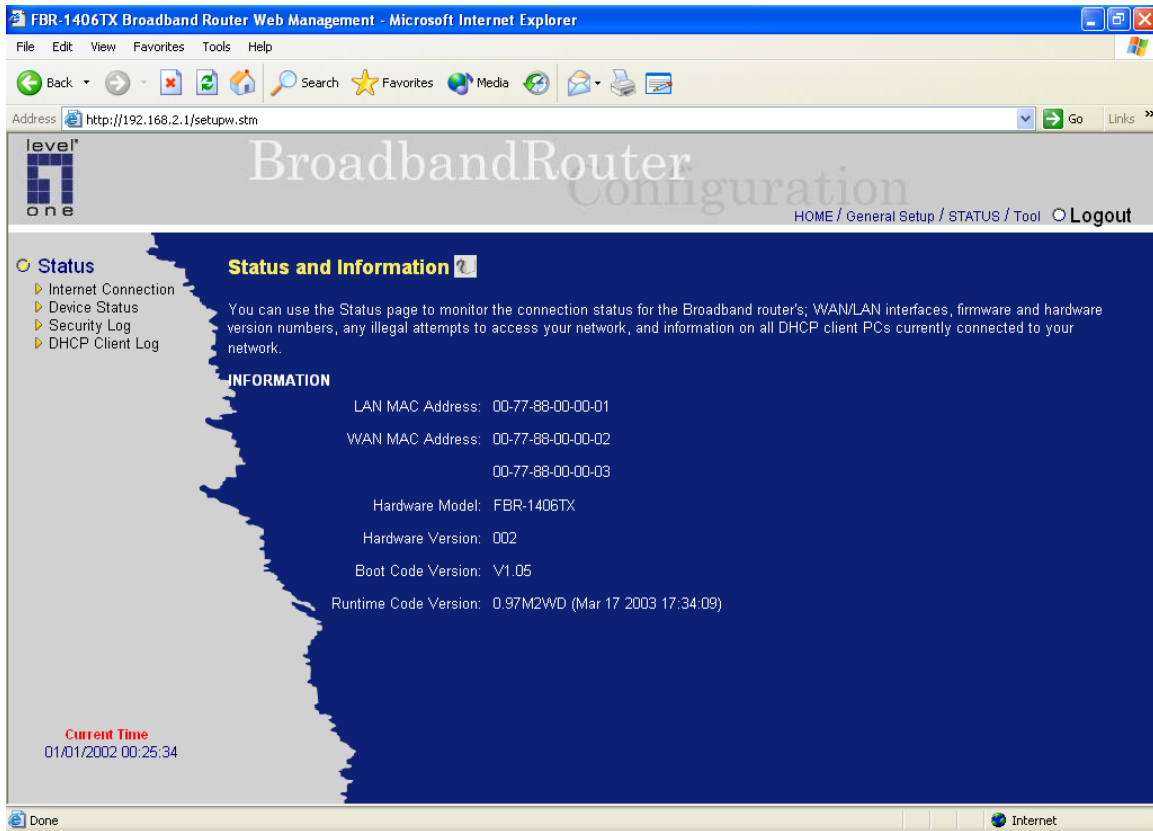 FBR-1406TX Broadband Router Web Management - Microsoft Internet Explorer
File Edit View Favorites Tools Help
Back Search Favorites Media
Address http://192.168.2.1/setupw.stm Go Links »
level one
BroadbandRouter
Configuration
HOME / General Setup / STATUS / Tool Logout
Status
Internet Connection
Device Status
Security Log
DHCP Client Log
Status and Information
You can use the Status page to monitor the connection status for the Broadband router's; WAN/LAN interfaces, firmware and hardware
version numbers, any illegal attempts to access your network, and information on all DHCP client PCs currently connected to your
network.
INFORMATION
LAN MAC Address: 00-77-88-00-00-01
WAN MAC Address: 00-77-88-00-00-02
00-77-88-00-00-03
Hardware Model: FBR-1406TX
Hardware Version: 002
Boot Code Version: V1.05
Runtime Code Version: 0.97M2WD (Mar 17 2003 17:34:09)
Current Time
01/01/2002 00:25:34
Done Internet